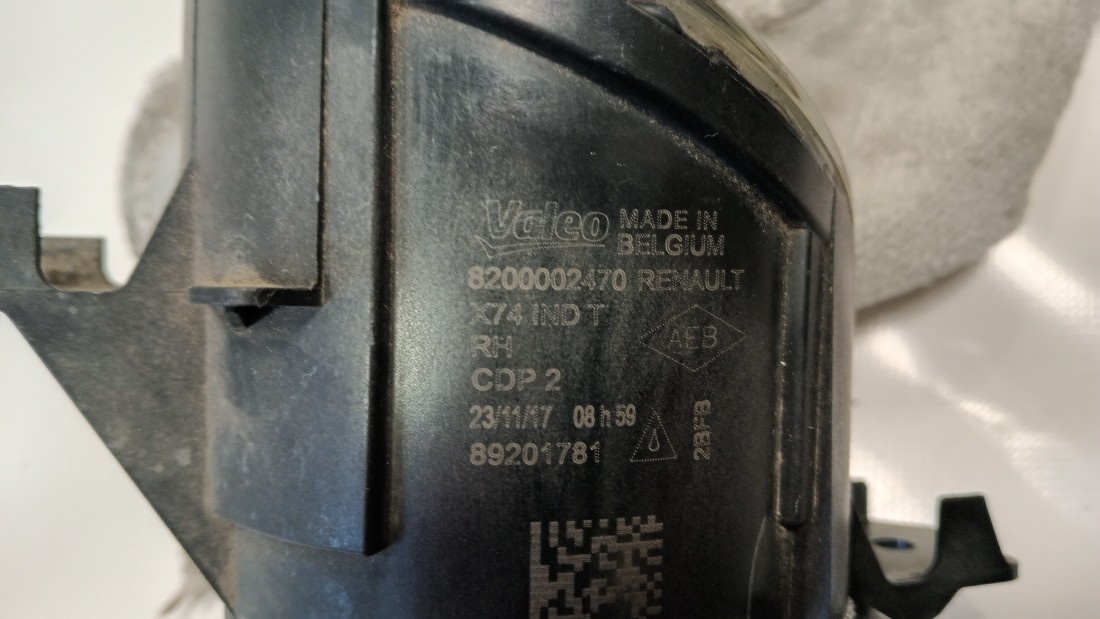 Valeo MADE IN
BELGIUM
8200002470 RENAULT
X74 IND T
RH
AEB
CDP 2
23/11/17 08 h 59
89201781
2BFB